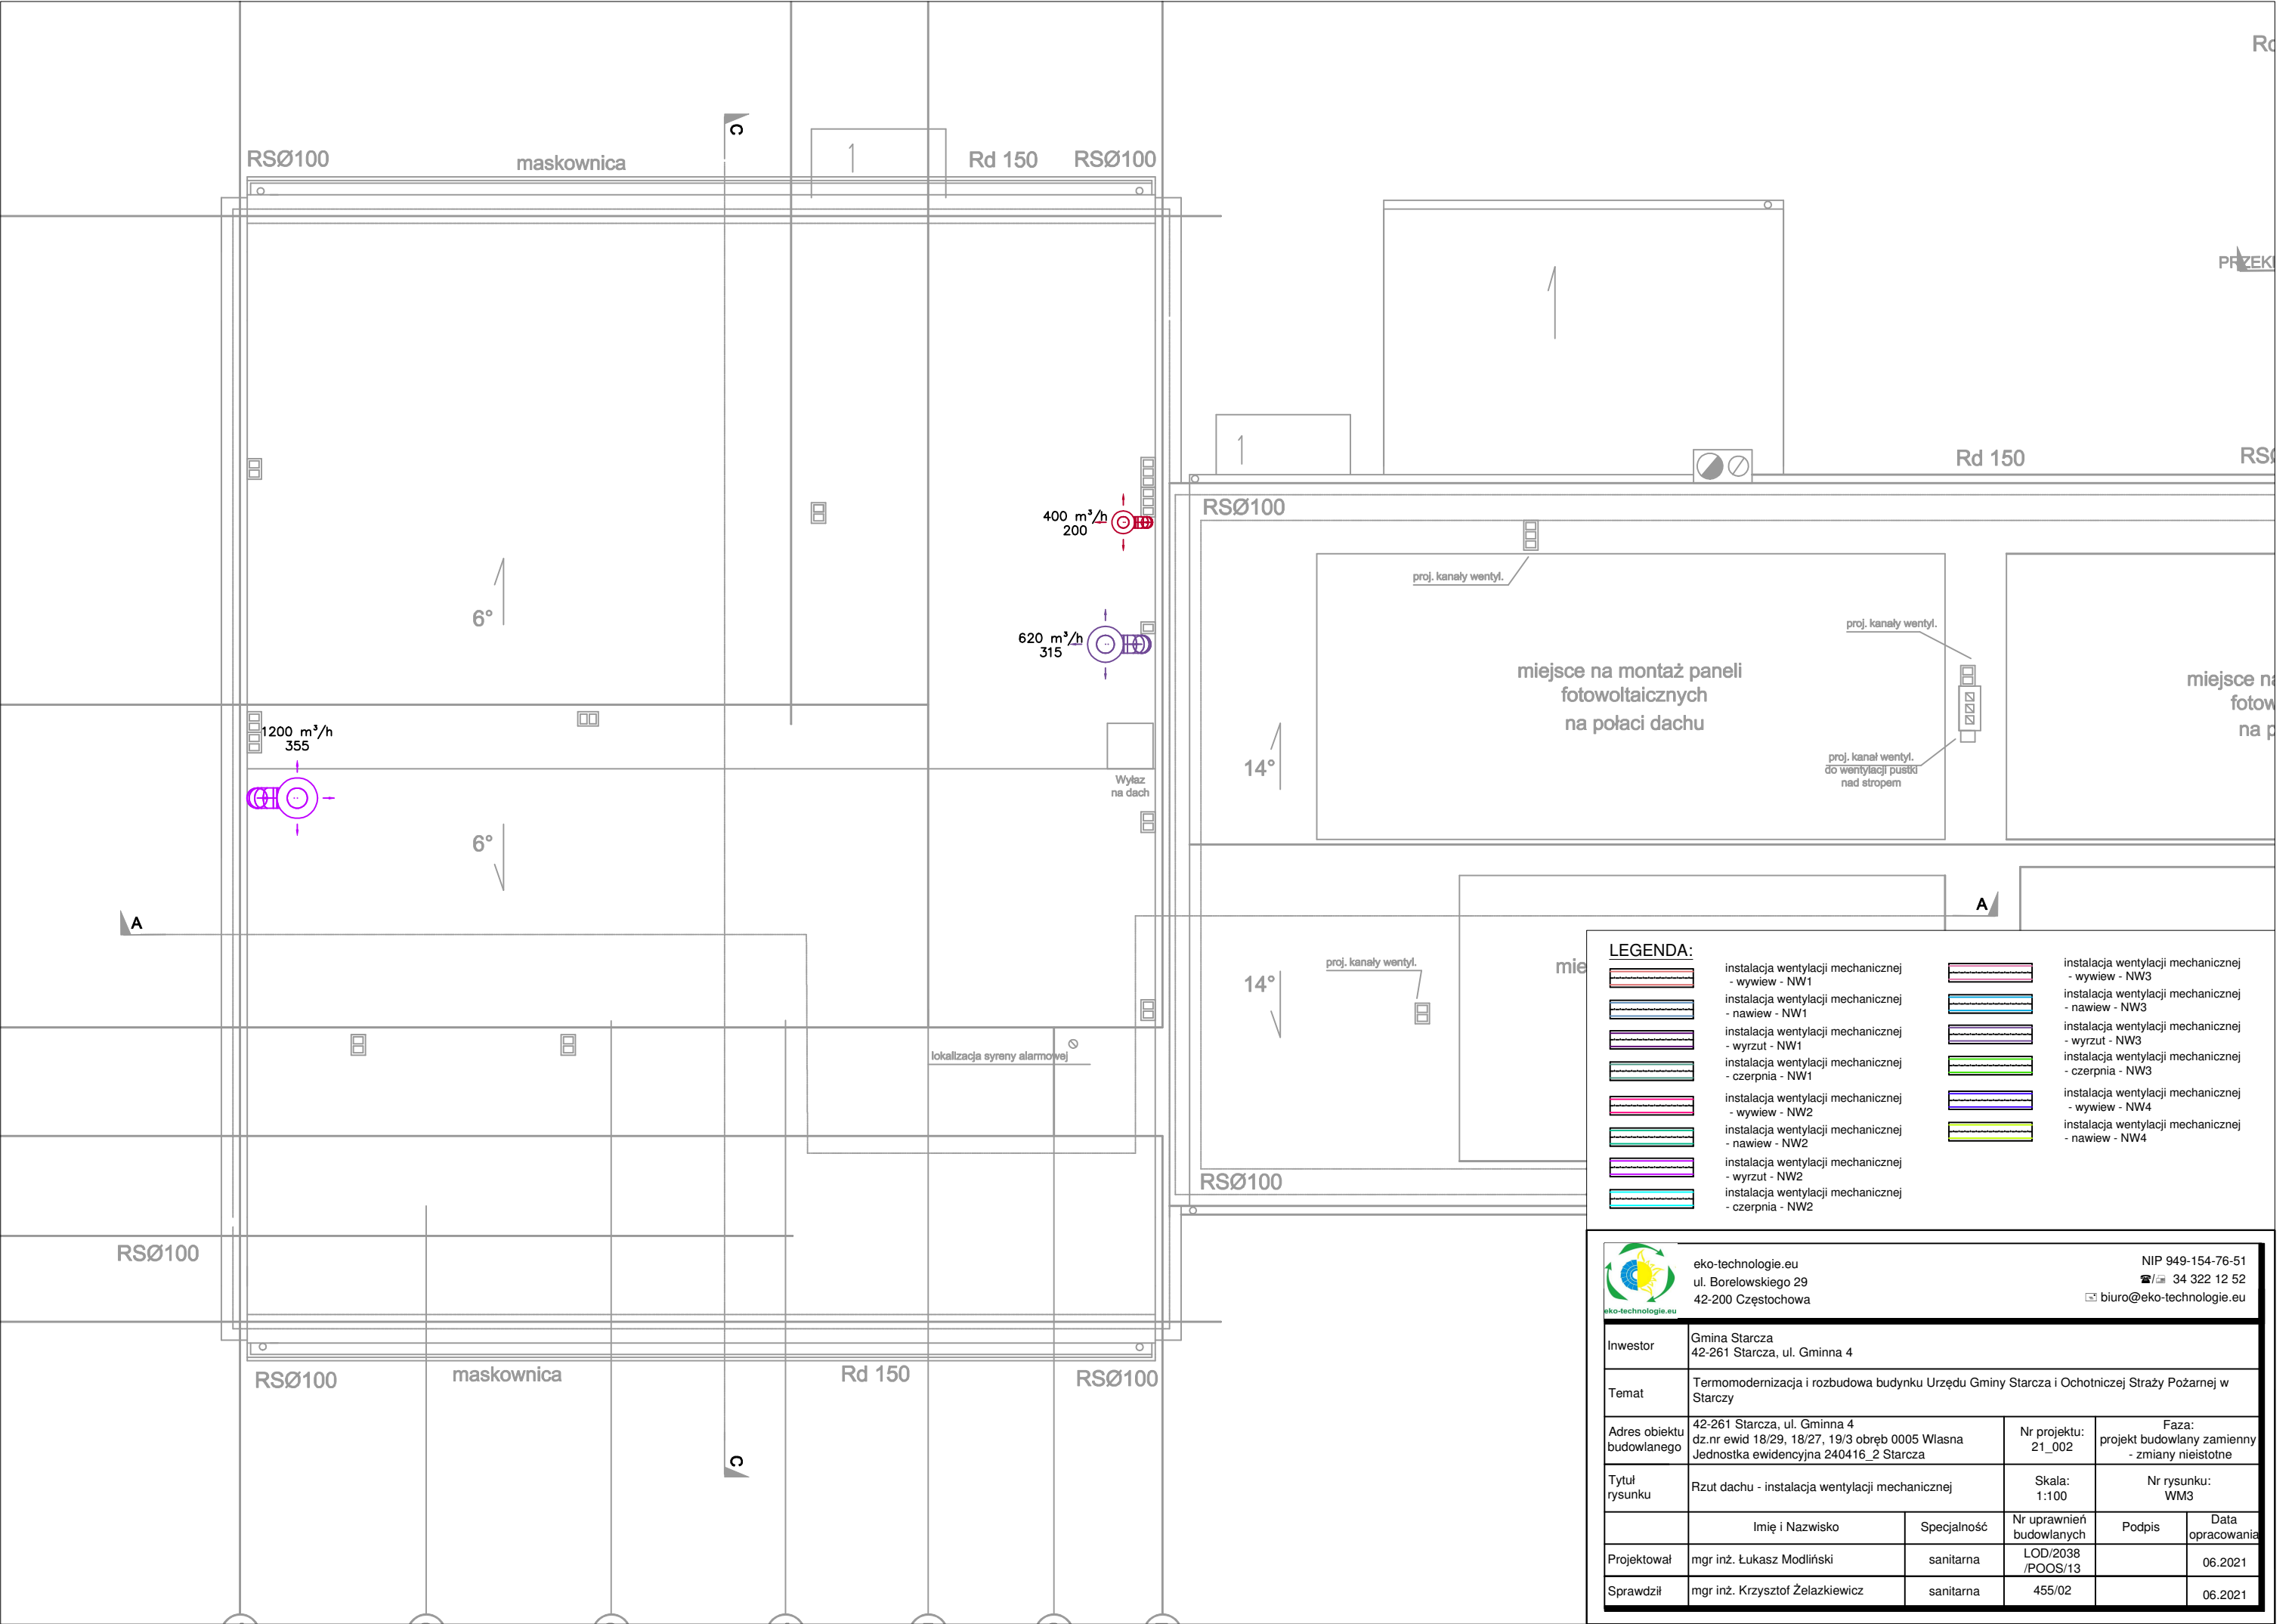 C
RSØ100
maskownica
1
Rd 150
RSØ100
6°
400 m³/h
200
620 m³/h
315
1200 m³/h
355
Wyłaz
na dach
6°
A
lokalizacja syreny alarmowej
RSØ100
RSØ100
maskownica
Rd 150
RSØ100
C
1
Rd 150
RSØ100
proj. kanały wentyl.
proj. kanały wentyl.
miejsce na montaż paneli
fotowoltaicznych
na połaci dachu
miejsce na
14°
proj. kanał wentyl.
do wentylacji pustki
nad stropem
A
proj. kanały wentyl.
mie
14°
RSØ100
LEGENDA:
instalacja wentylacji mechanicznej
- wywiew - NW1
instalacja wentylacji mechanicznej
- nawiew - NW1
instalacja wentylacji mechanicznej
- wyrzut - NW1
instalacja wentylacji mechanicznej
- czerpnia - NW1
instalacja wentylacji mechanicznej
- wywiew - NW2
instalacja wentylacji mechanicznej
- nawiew - NW2
instalacja wentylacji mechanicznej
- wyrzut - NW2
instalacja wentylacji mechanicznej
- czerpnia - NW2
instalacja wentylacji mechanicznej
- wywiew - NW3
instalacja wentylacji mechanicznej
- nawiew - NW3
instalacja wentylacji mechanicznej
- wyrzut - NW3
instalacja wentylacji mechanicznej
- czerpnia - NW3
instalacja wentylacji mechanicznej
- wywiew - NW4
instalacja wentylacji mechanicznej
- nawiew - NW4
eko-technologie.eu
eko-technologie.eu
ul. Borelowskiego 29
42-200 Częstochowa
NIP 949-154-76-51
34 322 12 52
biuro@eko-technologie.eu
Inwestor
Gmina Starcza
42-261 Starcza, ul. Gminna 4
Temat
Termomodernizacja i rozbudowa budynku Urzędu Gminy Starcza i Ochotniczej Straży Pożarnej w
Starczy
Adres obiektu
budowlanego
42-261 Starcza, ul. Gminna 4
dz.nr ewid 18/29, 18/27, 19/3 obręb 0005 Wlasna
Jednostka ewidencyjna 240416_2 Starcza
Nr projektu:
21_002
Faza:
projekt budowlany zamienny
- zmiany nieistotne
Tytuł
rysunku
Rzut dachu - instalacja wentylacji mechanicznej
Skala:
1:100
Nr rysunku:
WM3
Imię i Nazwisko
Specjalność
Nr uprawnień
budowlanych
Podpis
Data
opracowania
Projektował
mgr inż. Łukasz Modliński
sanitarna
LOD/2038
/POOS/13
06.2021
Sprawdził
mgr inż. Krzysztof Żelazkiewicz
sanitarna
455/02
06.2021